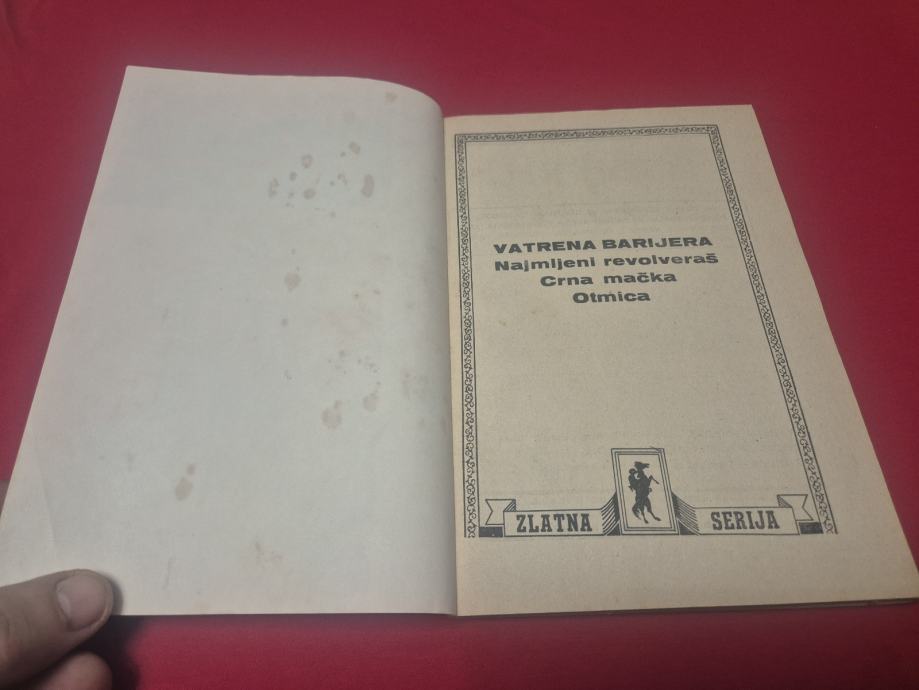 VATRENA BARIJERA
Najmljeni revolveraš
Crna mačka
Otmica
ZLATNA SERIJA